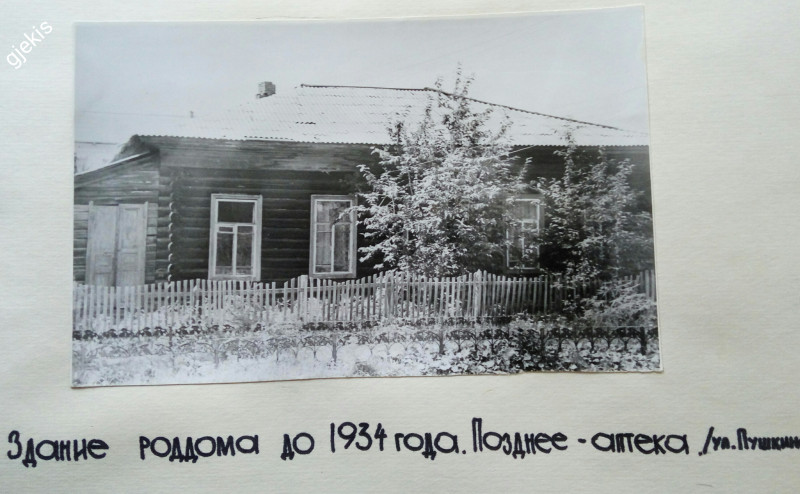 gjekis
Здание роддома до 1934 года. Позднее - аптека ./ул. Пушкин